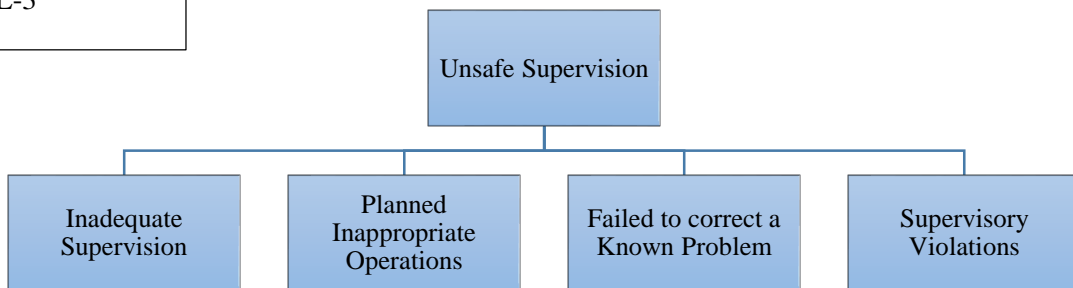 Unsafe Supervision
Inadequate
Supervision
Planned
Inappropriate
Operations
Failed to correct a
Known Problem
Supervisory
Violations